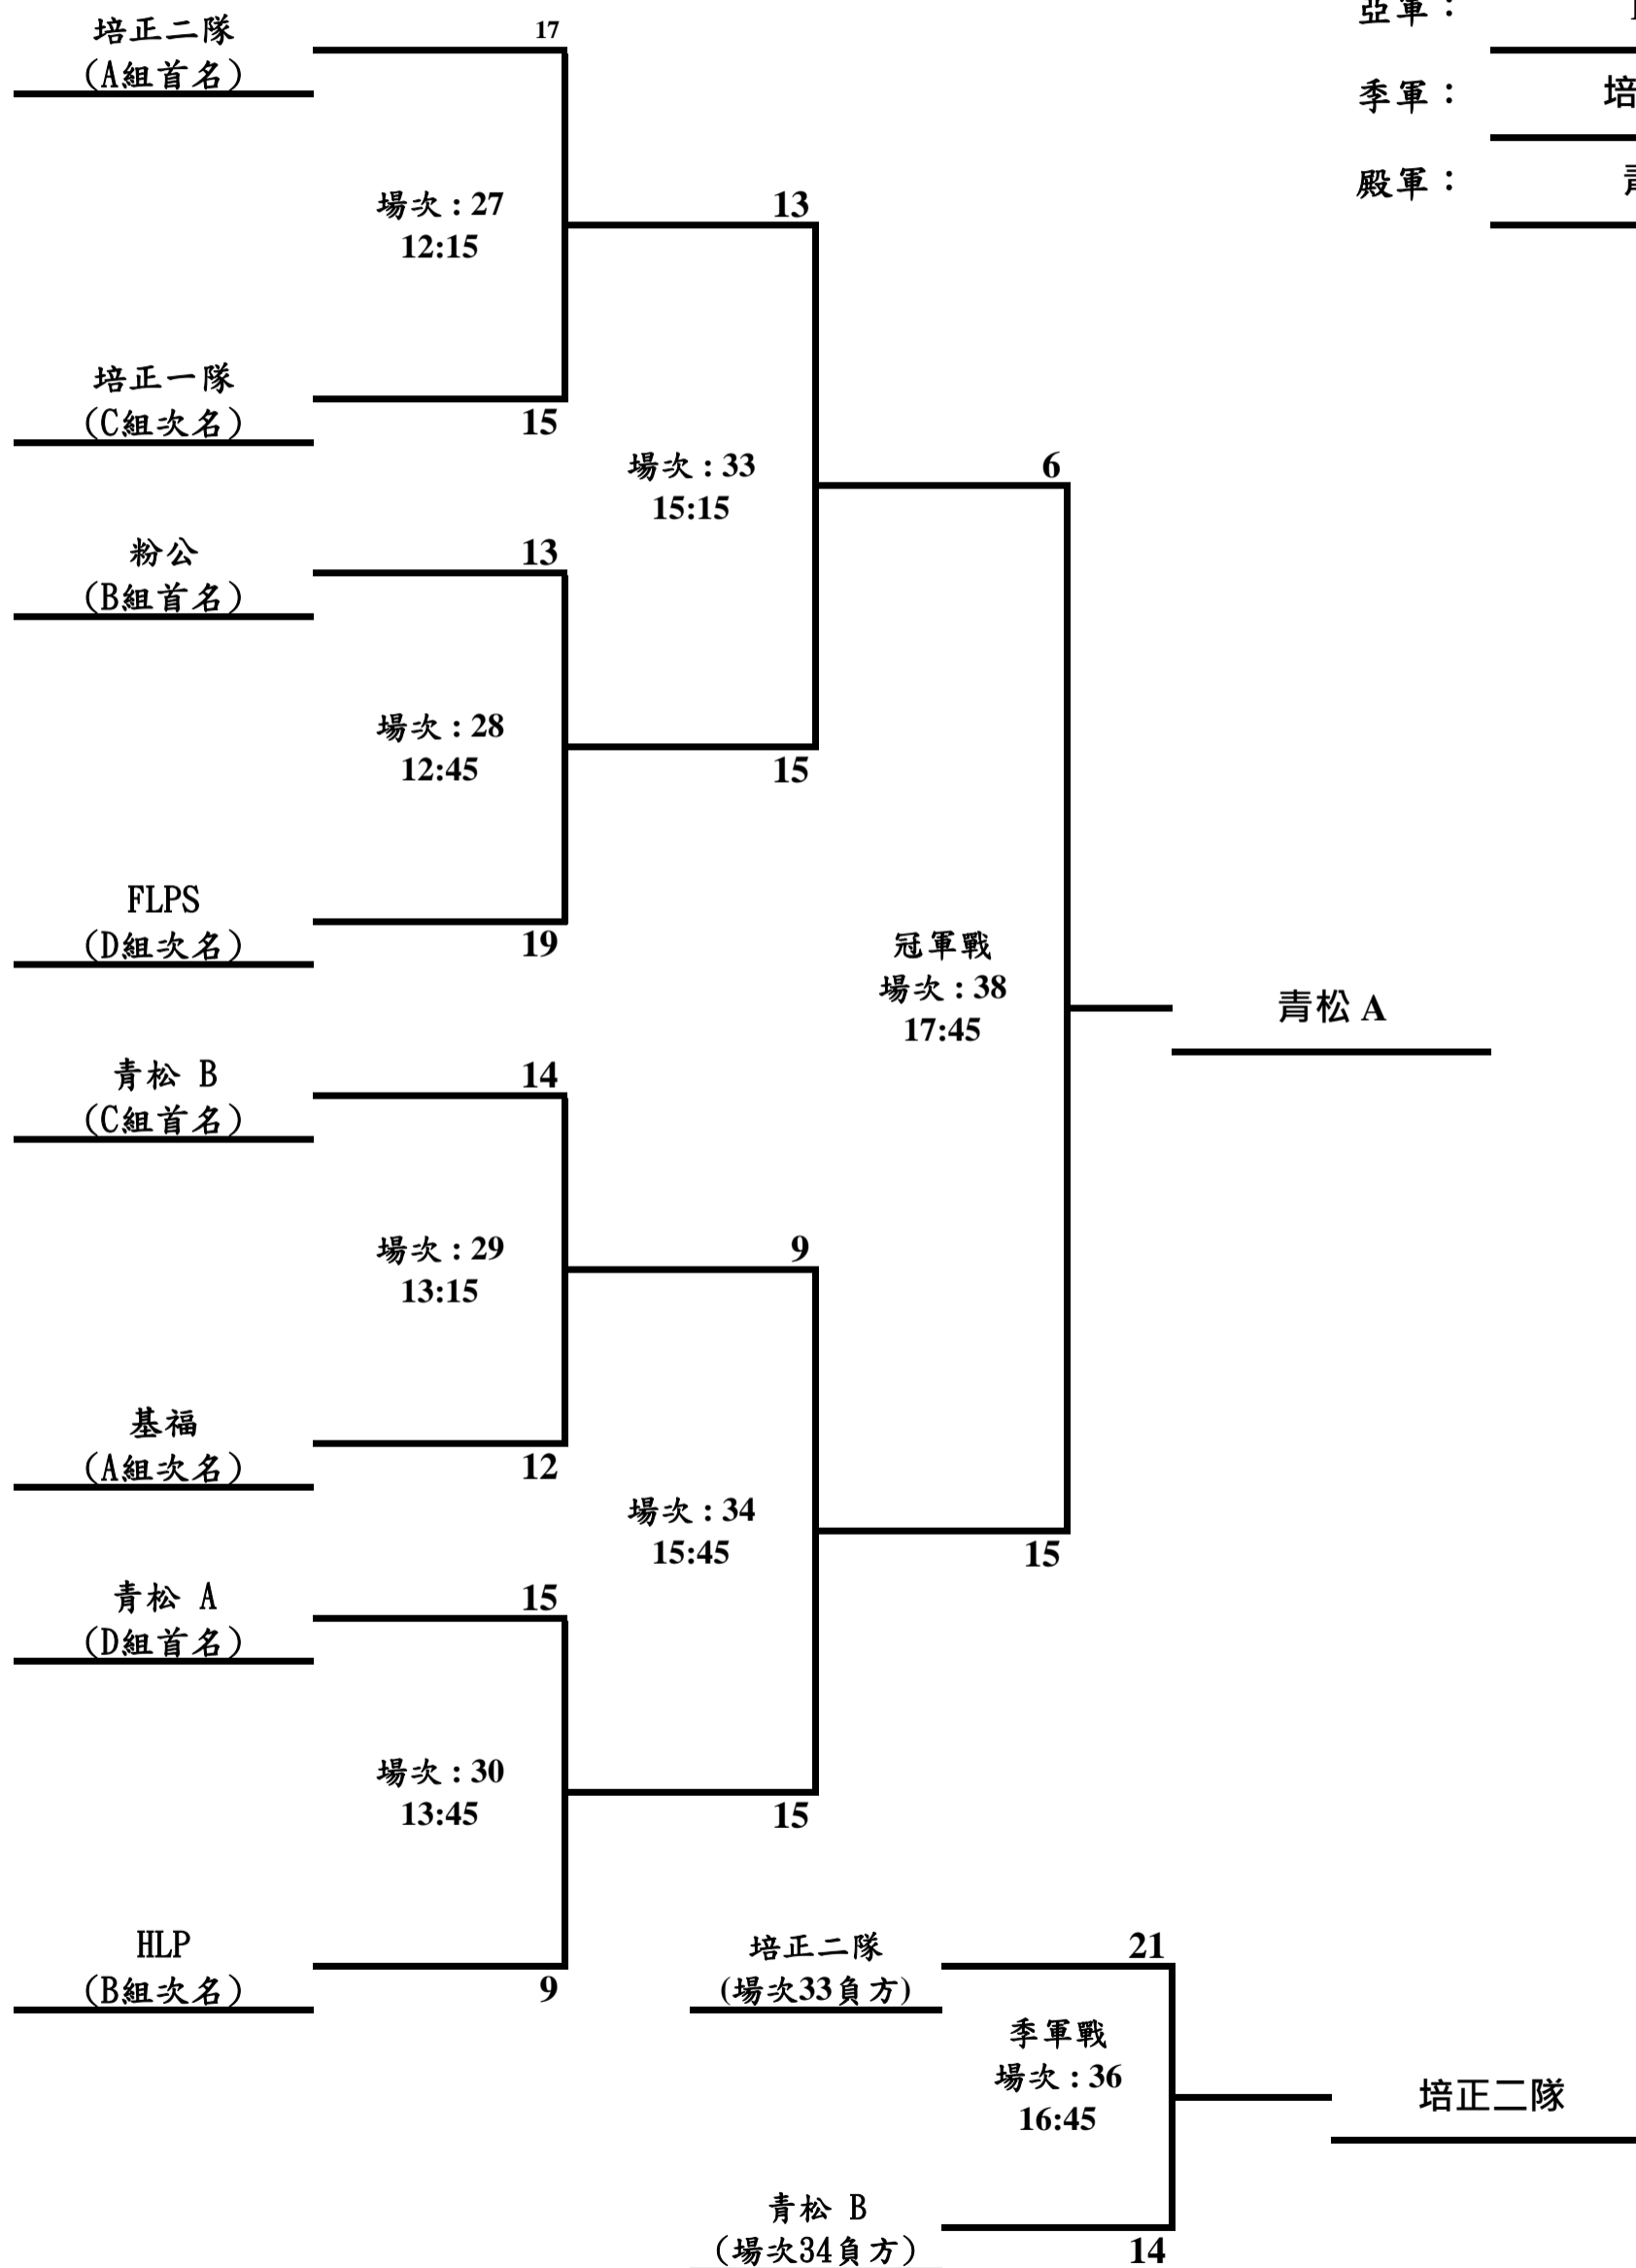 亞軍：
培正二隊
17
(A組首名)
季軍：
培
殿軍：
場次 : 27
12:15
13
培正一隊
(C組次名)
15
場次 : 33
15:15
6
粉公
13
(B組首名)
場次 : 28
12:45
15
FLPS
(D組次名)
19
冠軍戰
場次 : 38
17:45
青松 A
青松 B
14
(C組首名)
場次 : 29
13:15
9
基福
(A組次名)
12
場次 : 34
15:45
15
青松 A
15
(D組首名)
場次 : 30
13:45
15
HLP
(B組次名)
9
培正二隊
21
(場次33負方)
季軍戰
場次 : 36
16:45
培正二隊
青松 B
(場次34負方)
14